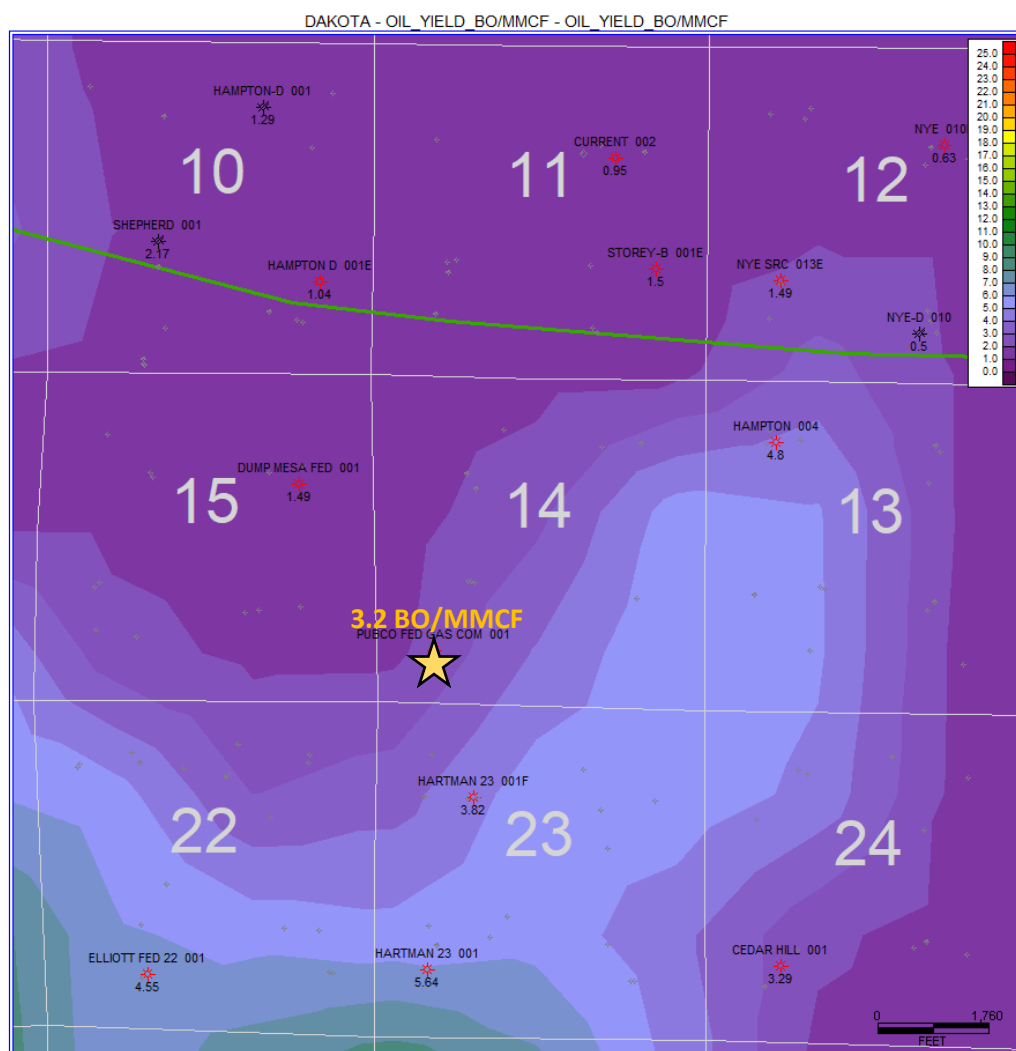 DAKOTA - OIL_YIELD_BO/MMCF - OIL_YIELD_BO/MMCF
25.0
24.0
23.0
22.0
21.0
20.0
19.0
18.0
17.0
16.0
15.0
14.0
13.0
12.0
11.0
10.0
9.0
8.0
7.0
6.0
5.0
4.0
3.0
2.0
1.0
0.0
HAMPTON-D 001
1.29
10
CURRENT 002
0.95
11
NYE 010
0.63
12
SHEPHERD 001
2.17
HAMPTON D 001E
1.04
STOREY-B 001E
1.5
NYE SRC 013E
1.49
NYE-D 010
0.5
HAMPTON 004
4.8
DUMP MESA FED 001
1.49
15
14
13
3.2 BO/MMCF
PUBCO FED GAS COM 001
HARTMAN 23 001F
3.82
22
23
24
ELLIOTT FED 22 001
4.55
HARTMAN 23 001
5.64
CEDAR HILL 001
3.29
0
1,760
FEET